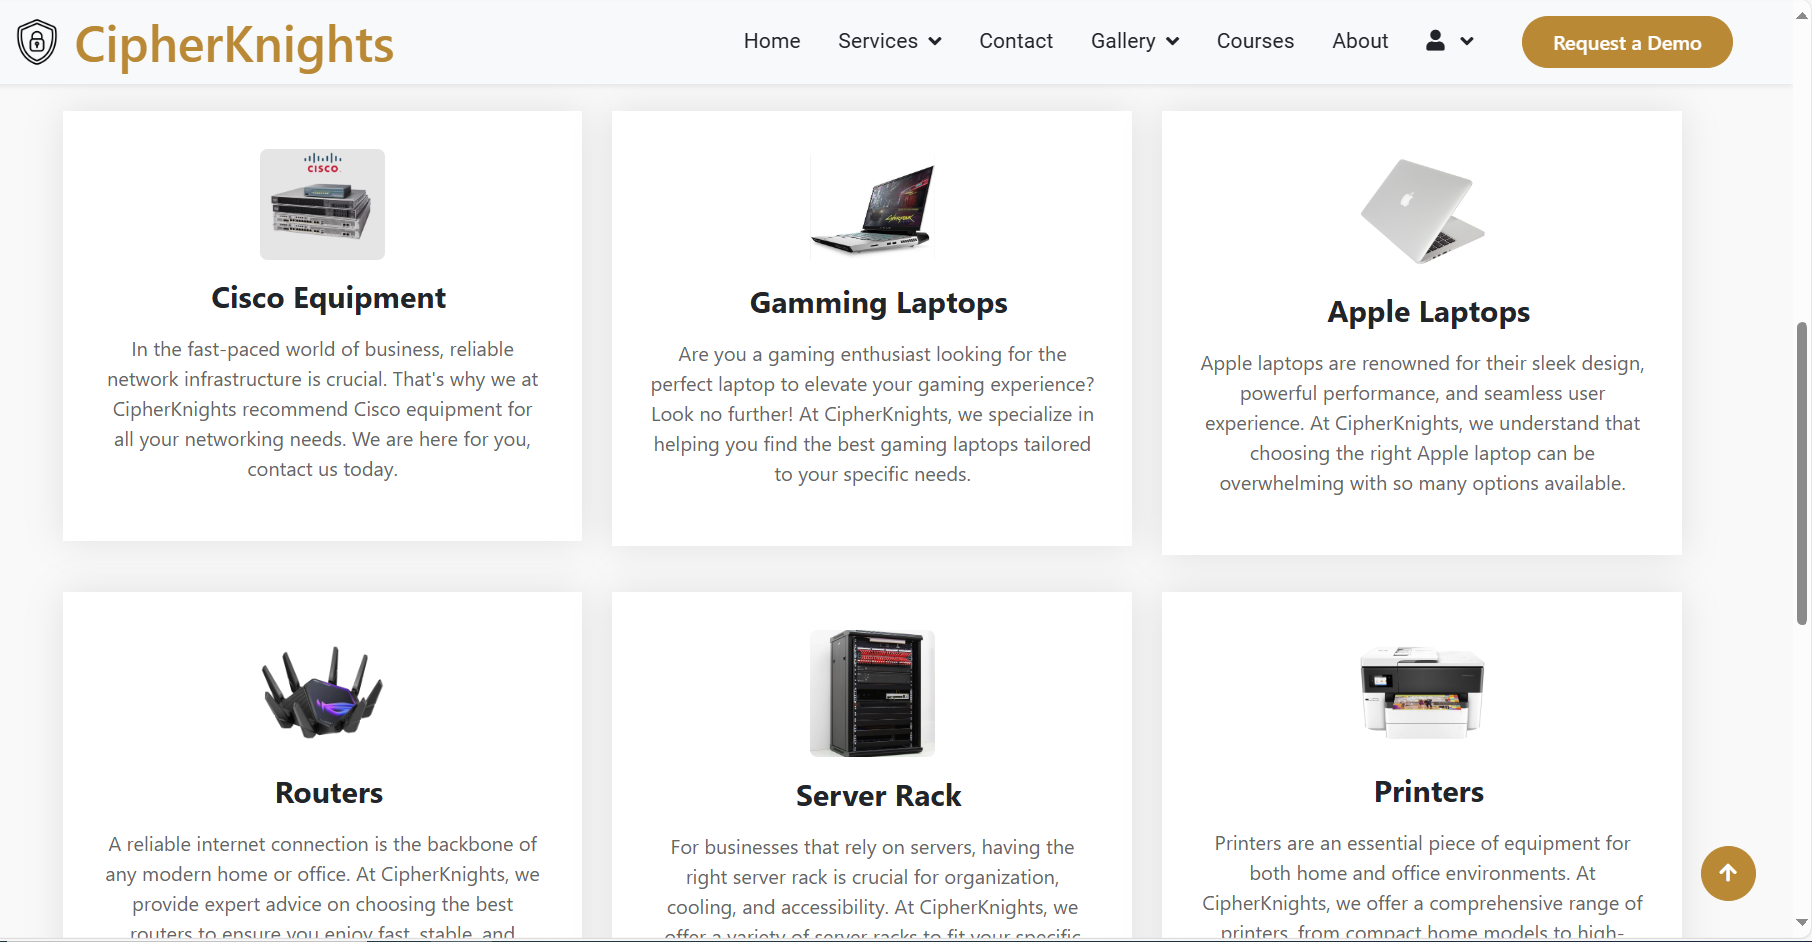 CipherKnights
Home
Services
Contact
Gallery
Courses
About
Request a Demo
CISCO
Cisco Equipment
In the fast-paced world of business, reliable
network infrastructure is crucial. That's why we at
CipherKnights recommend Cisco equipment for
all your networking needs. We are here for you,
contact us today.
Gamming Laptops
Are you a gaming enthusiast looking for the
perfect laptop to elevate your gaming experience?
Look no further! At CipherKnights, we specialize in
helping you find the best gaming laptops tailored
to your specific needs.
Apple Laptops
Apple laptops are renowned for their sleek design,
powerful performance, and seamless user
experience. At CipherKnights, we understand that
choosing the right Apple laptop can be
overwhelming with so many options available.
Routers
A reliable internet connection is the backbone of
any modern home or office. At CipherKnights, we
provide expert advice on choosing the best
routers to ensure you enjoy fast, stable, and
Server Rack
For businesses that rely on servers, having the
right server rack is crucial for organization,
cooling, and accessibility. At CipherKnights, we
offer a variety of server racks to fit your specific
Printers
Printers are an essential piece of equipment for
both home and office environments. At
CipherKnights, we offer a comprehensive range of
printers, from compact home models to high-